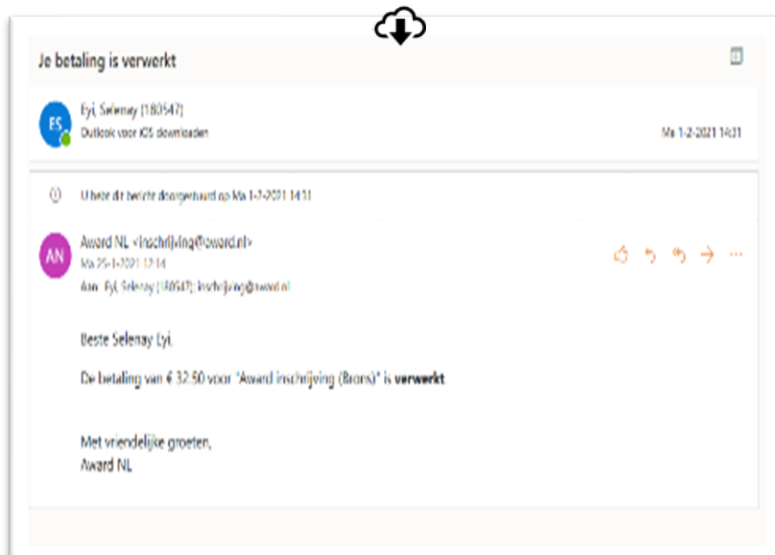 Je betaling is verwerkt
ES
Eyi, Selenay (180547)
Outlook voor iOS downloaden
Ma 1-2-2021 14:31
U hebt dit bericht doorgestuurd op Ma 1-2-2021 14:31
AN
Award NL <inschrijving@award.nl>
Ma 25-1-2021 12:14
Aan: Eyi, Selenay (180547); inschrijving@award.nl
Beste Selenay Eyi,
De betaling van € 32.50 voor "Award inschrijving (Brons)" is verwerkt
Met vriendelijke groeten,
Award NL